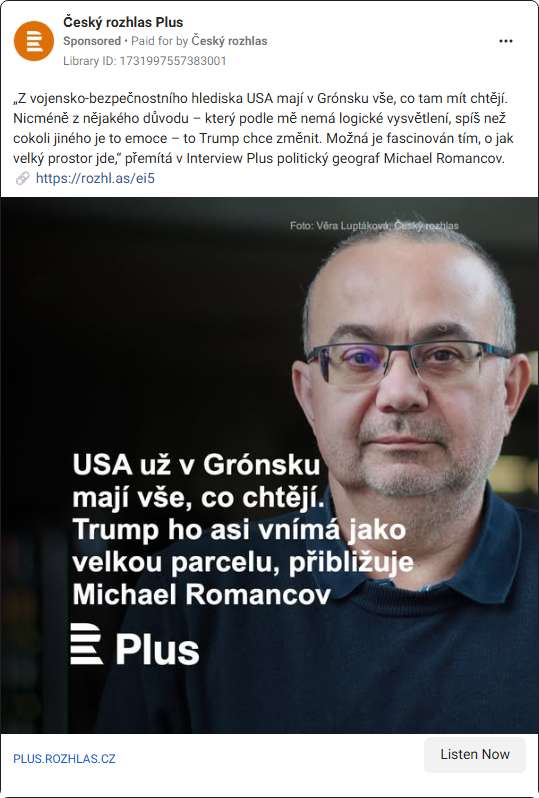 Český rozhlas Plus
Sponsored • Paid for by Český rozhlas
Library ID: 1731997557383001
„Z vojensko-bezpečnostního hlediska USA mají v Grónsku vše, co tam mít chtějí.
Nicméně z nějakého důvodu – který podle mě nemá logické vysvětlení, spíš než
cokoli jiného je to emoce – to Trump chce změnit. Možná je fascinován tím, o jak
velký prostor jde,“ přemítá v Interview Plus politický geograf Michael Romancov.
https://rozhl.as/ei5
Foto: Věra Luptáková, Český rozhlas
USA už v Grónsku
mají vše, co chtějí.
Trump ho asi vnímá jako
velkou parcelu, přibližuje
Michael Romancov
Plus
PLUS.ROZHLAS.CZ
Listen Now